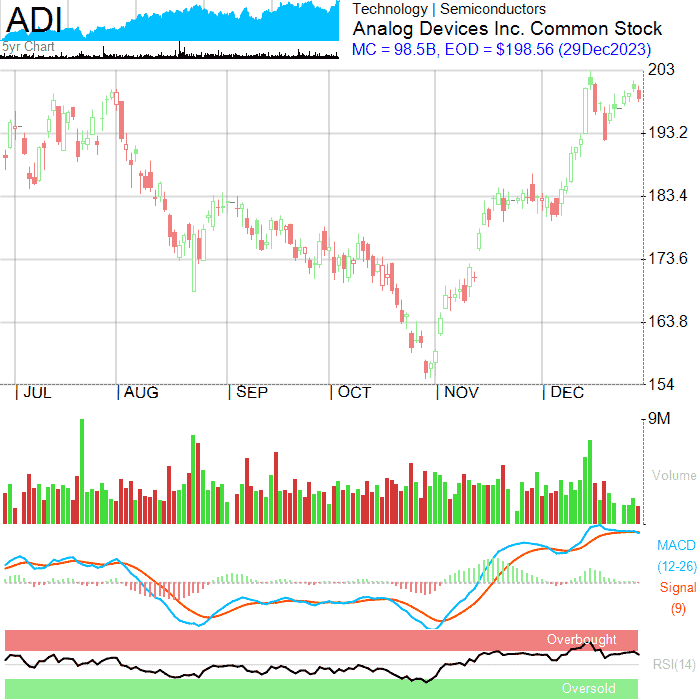 ADI
5yr Chart
Technology | Semiconductors
Analog Devices Inc. Common Stock
MC = 98.5B, EOD = $198.56 (29Dec2023)
203
193.2
183.4
173.6
163.8
154
| JUL | AUG | SEP | OCT | NOV | DEC
9M
Volume
MACD
(12-26)
Signal
(9)
Overbought
RSI(14)
Oversold